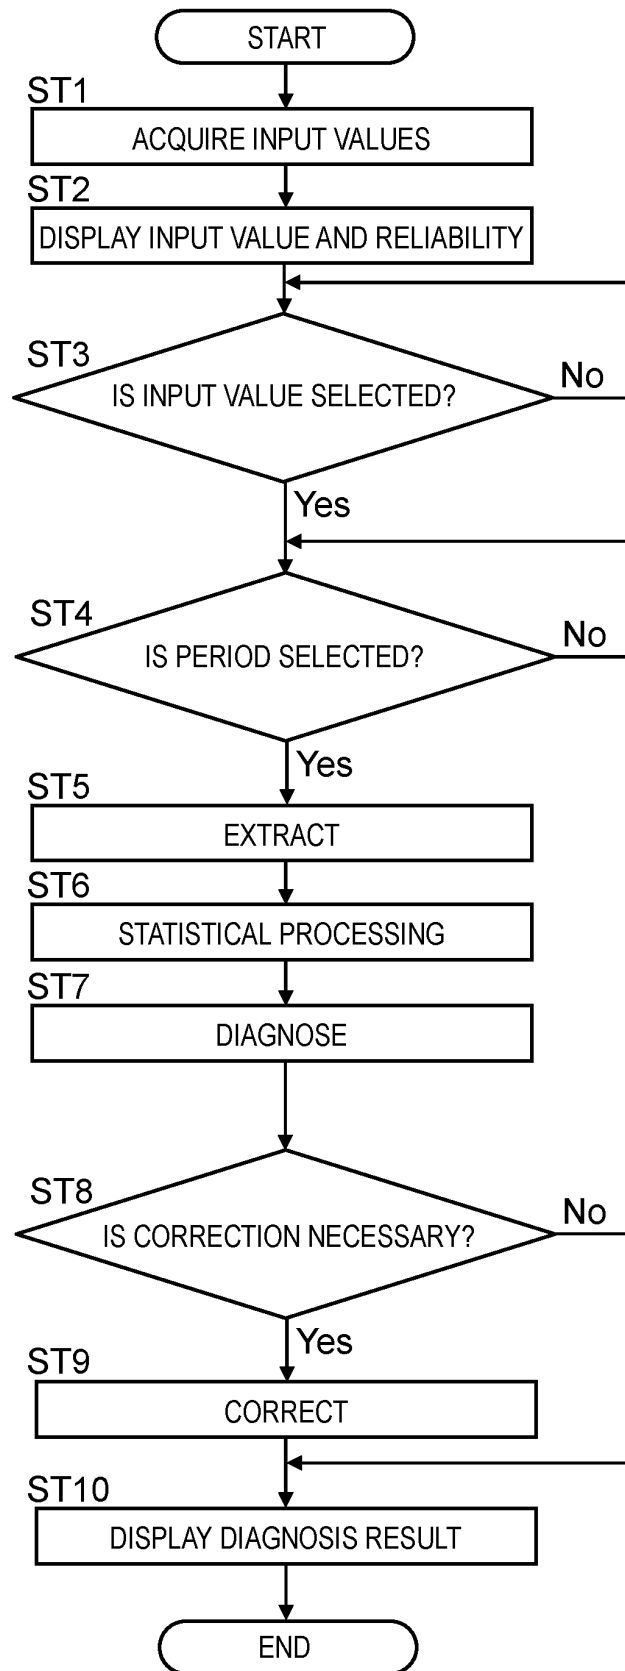 START
ST1
ACQUIRE INPUT VALUES
ST2
DISPLAY INPUT VALUE AND RELIABILITY
ST3
IS INPUT VALUE SELECTED?
No
Yes
ST4
IS PERIOD SELECTED?
No
Yes
ST5
EXTRACT
ST6
STATISTICAL PROCESSING
ST7
DIAGNOSE
ST8
IS CORRECTION NECESSARY?
No
Yes
ST9
CORRECT
ST10
DISPLAY DIAGNOSIS RESULT
END